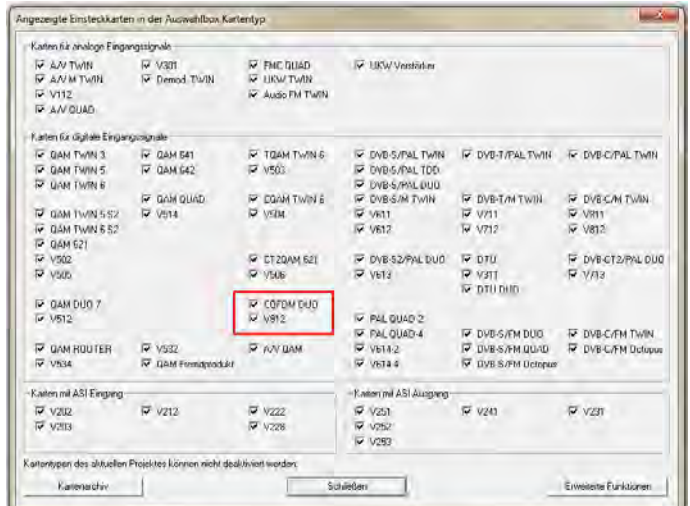 Angezeigte Einsteckkarten in der Auswahlbox Kartentyp
Karten für analoge Eingangssignale
A/V TWIN V301 FMC QUAD UKW Verstärker
A/V M TWIN Demod. TWIN UKW TWIN
V112 Audio FM TWIN
A/V QUAD
Karten für digitale Eingangssignale
QAM TWIN 3 QAM 641 TQAM TWIN 6 DVB-S/PAL TWIN DVB-T/PAL TWIN DVB-C/PAL TWIN
QAM TWIN 5 QAM 642 V503 DVB-S/PAL TDD
QAM TWIN 6 DVB-S/PAL DUO
QAM QUAD CQAM TWIN 6 DVB-S/M TWIN DVB-T/M TWIN DVB-C/M TWIN
QAM TWIN 5 S2 V514 V504 V611 V711 V811
QAM TWIN 6 S2 V612 V712 V812
QAM 621
V502 CT2QAM 621 DVB-S2/PAL DUO DTU DVB-CT2/PAL DUO
V505 V506 V613 V311 V713
DTU DUO
QAM DUO 7 COFDM DUO
V512 V912 PAL QUAD-2
PAL QUAD-4 DVB-S/FM DUO DVB-C/FM TWIN
QAM ROUTER V532 A/V QAM V614-2 DVB-S/FM QUAD DVB-C/FM Octopus
V534 QAM Fremdprodukt V614-4 DVB-S/FM Octopus
Karten mit ASI Eingang Karten mit ASI Ausgang
V202 V212 V222 V251 V241 V231
V203 V228 V252
V253
Kartentypen des aktuellen Projektes können nicht deaktiviert werden.
Kartenarchiv Schließen Erweiterte Funktionen